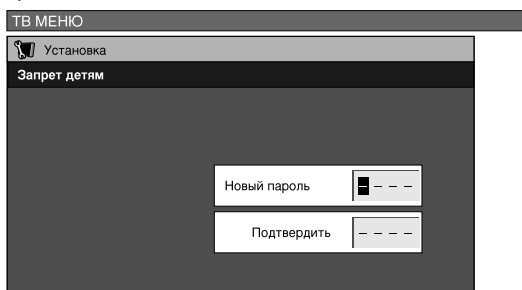 ТВ МЕНЮ
Установка
Запрет детям
Новый пароль – – – –
Подтвердить – – – –